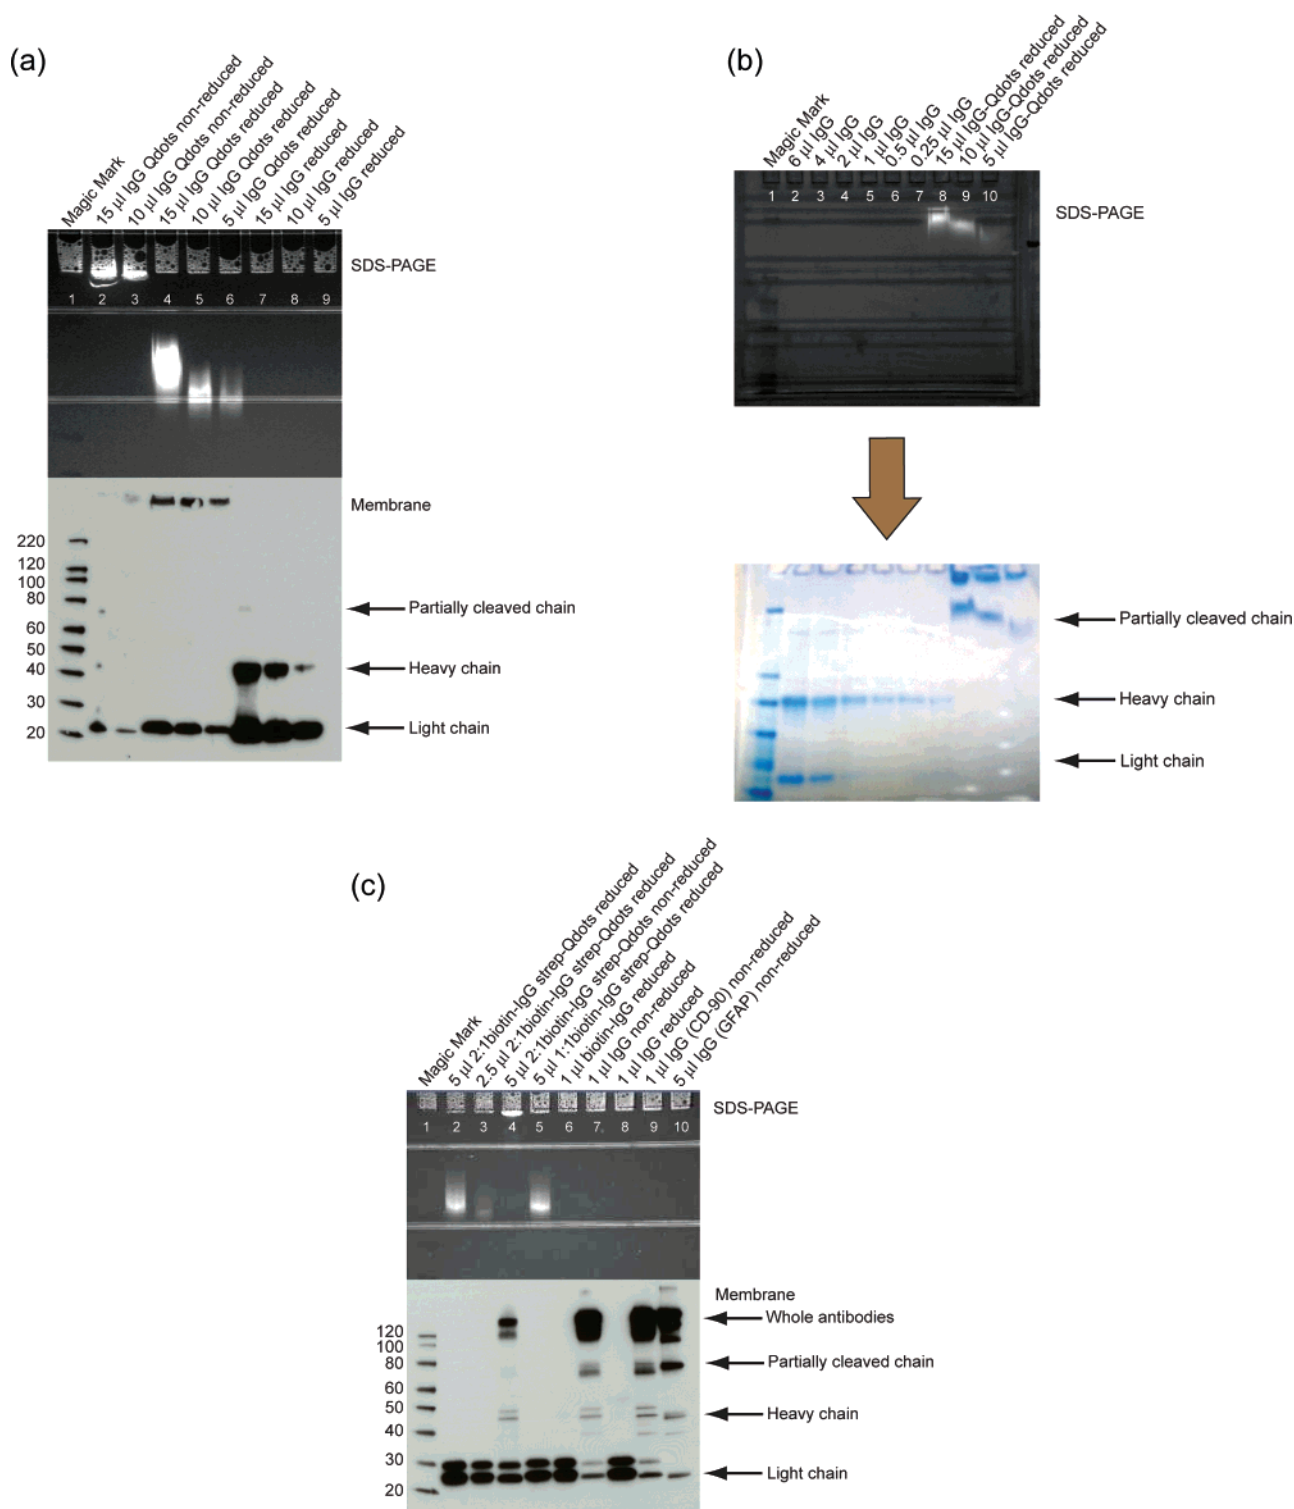 (a)
Magic Mark
15 µl IgG Qdots non-reduced
10 µl IgG Qdots non-reduced
15 µl IgG Qdots reduced
10 µl IgG Qdots reduced
5 µl IgG Qdots reduced
15 µl IgG reduced
10 µl IgG reduced
5 µl IgG reduced
SDS-PAGE
1 2 3 4 5 6 7 8 9
Membrane
220
120
100
80
Partially cleaved chain
60
50
40
Heavy chain
30
20
Light chain
(b)
Magic Mark
6 µl IgG
4 µl IgG
2 µl IgG
1 µl IgG
0.5 µl IgG
0.25 µl IgG
15 µl IgG-Qdots reduced
10 µl IgG-Qdots reduced
5 µl IgG-Qdots reduced
1 2 3 4 5 6 7 8 9 10
SDS-PAGE
Partially cleaved chain
Heavy chain
Light chain
(c)
Magic Mark
5 µl 2:1biotin-IgG strep-Qdots reduced
2.5 µl 2:1biotin-IgG strep-Qdots reduced
5 µl 2:1biotin-IgG strep-Qdots non-reduced
5 µl 1:1biotin-IgG strep-Qdots reduced
1 µl biotin-IgG reduced
1 µl IgG non-reduced
1 µl IgG reduced
1 µl IgG (CD-90) non-reduced
5 µl IgG (GFAP) non-reduced
SDS-PAGE
1 2 3 4 5 6 7 8 9 10
Membrane
Whole antibodies
120
100
80
Partially cleaved chain
60
50
Heavy chain
40
30
Light chain
20